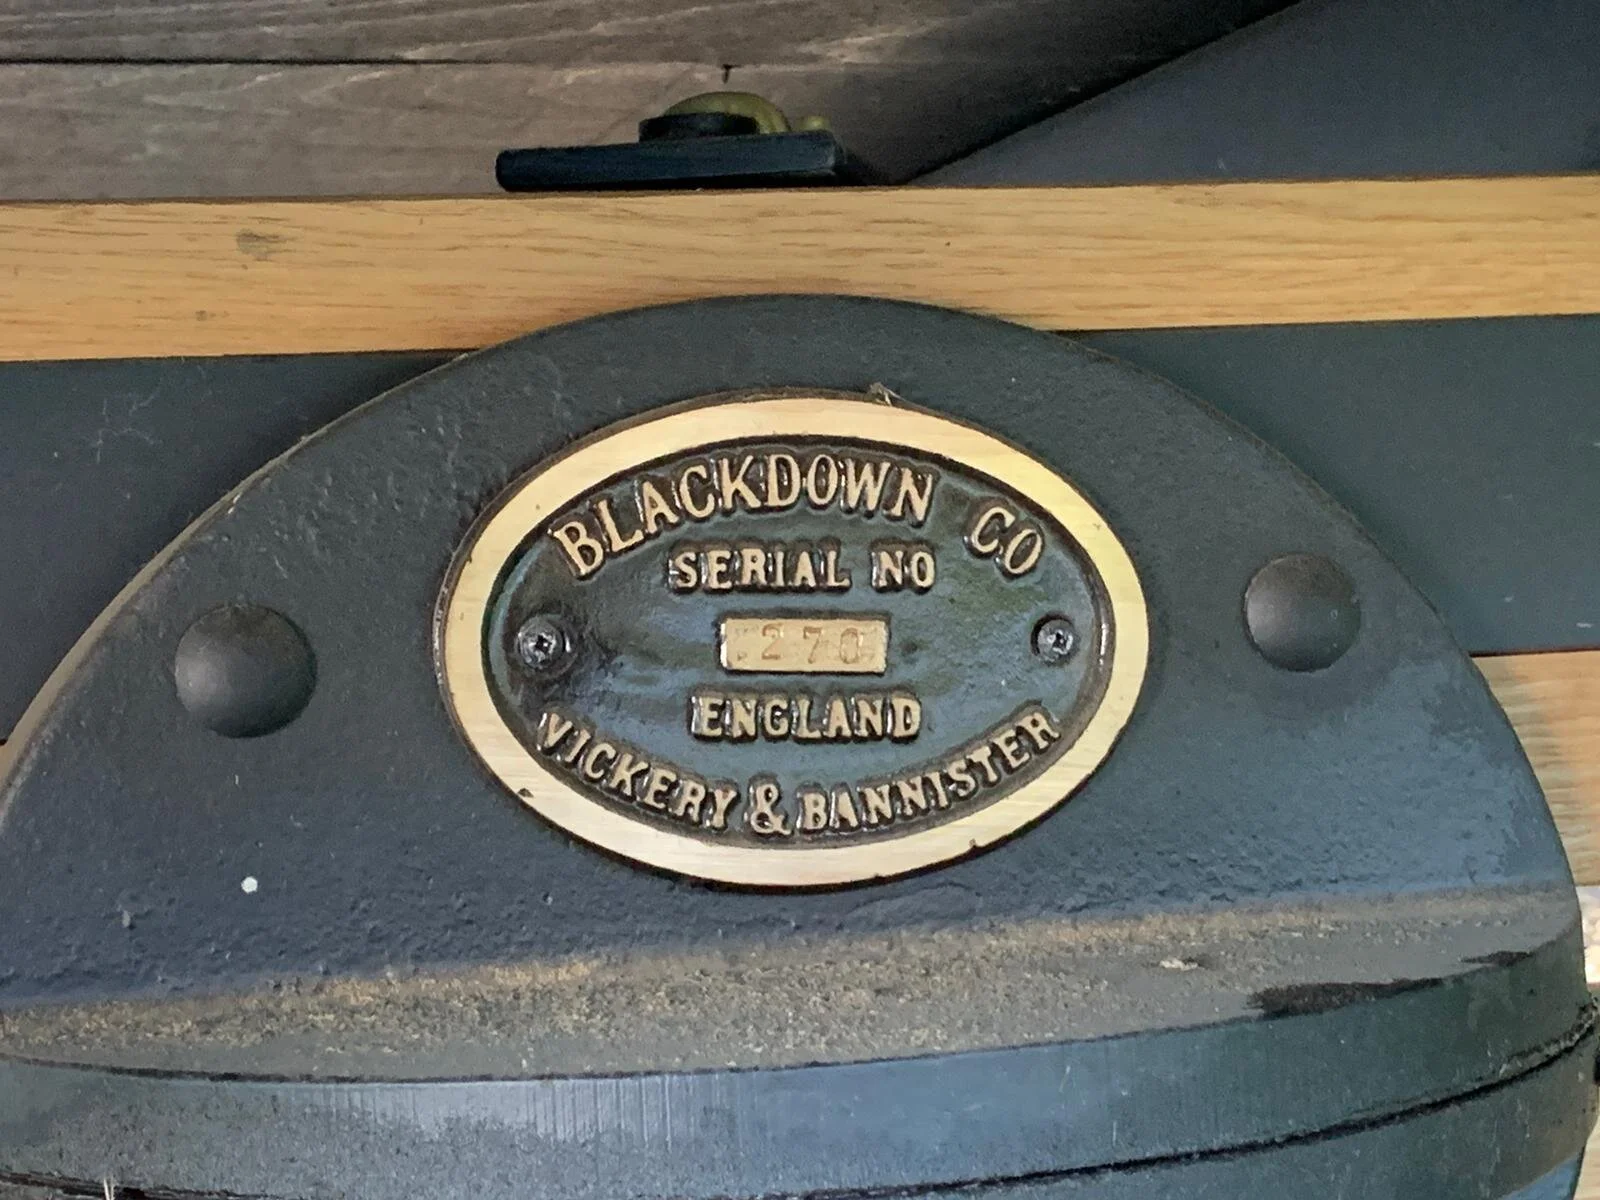 BLACKDOWN CO
SERIAL NO
270
ENGLAND
VICKERY & BANNISTER